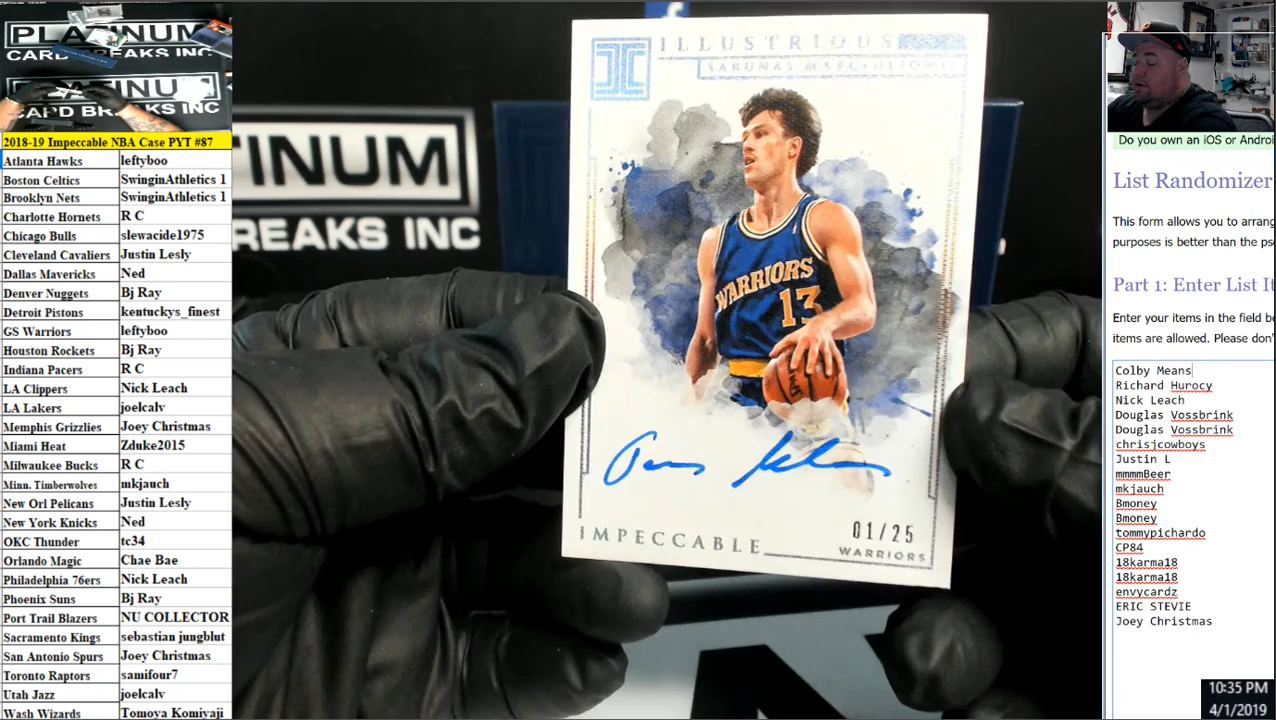 PLATINUM
CARD BREAKS INC
2018-19 Impeccable NBA Case PYT #87
Atlanta Hawks leftyboo
Boston Celtics SwinginAthletics 1
Brooklyn Nets SwinginAthletics 1
Charlotte Hornets R C
Chicago Bulls slewacide1975
Cleveland Cavaliers Justin Lesly
Dallas Mavericks Ned
Denver Nuggets Bj Ray
Detroit Pistons kentuckys_finest
GS Warriors leftyboo
Houston Rockets Bj Ray
Indiana Pacers R C
LA Clippers Nick Leach
LA Lakers joelcalv
Memphis Grizzlies Joey Christmas
Miami Heat Zduke2015
Milwaukee Bucks R C
Minn. Timberwolves mkjauch
New Orl Pelicans Justin Lesly
New York Knicks Ned
OKC Thunder tc34
Orlando Magic Chae Bae
Philadelphia 76ers Nick Leach
Phoenix Suns Bj Ray
Port Trail Blazers NU COLLECTOR
Sacramento Kings sebastian jungblut
San Antonio Spurs Joey Christmas
Toronto Raptors samifour7
Utah Jazz joelcalv
Wash Wizards Tomoya Komiyaji
INUM
REAKS INC
ILLUSTRIOUS
SARUNAS MARCIULIONIS
WARRIORS
13
IMPECCABLE
01/25
WARRIORS
Do you own an iOS or Androi
List Randomizer
This form allows you to arrang
purposes is better than the pse
Part 1: Enter List It
Enter your items in the field be
items are allowed. Please don'
Colby Means
Richard Hurocy
Nick Leach
Douglas Vossbrink
Douglas Vossbrink
chrisjcowboys
Justin L
mmmmBeer
mkjauch
Bmoney
Bmoney
tommypichardo
CP84
18karma18
18karma18
envycardz
ERIC STEVIE
Joey Christmas
10:35 PM
4/1/2019